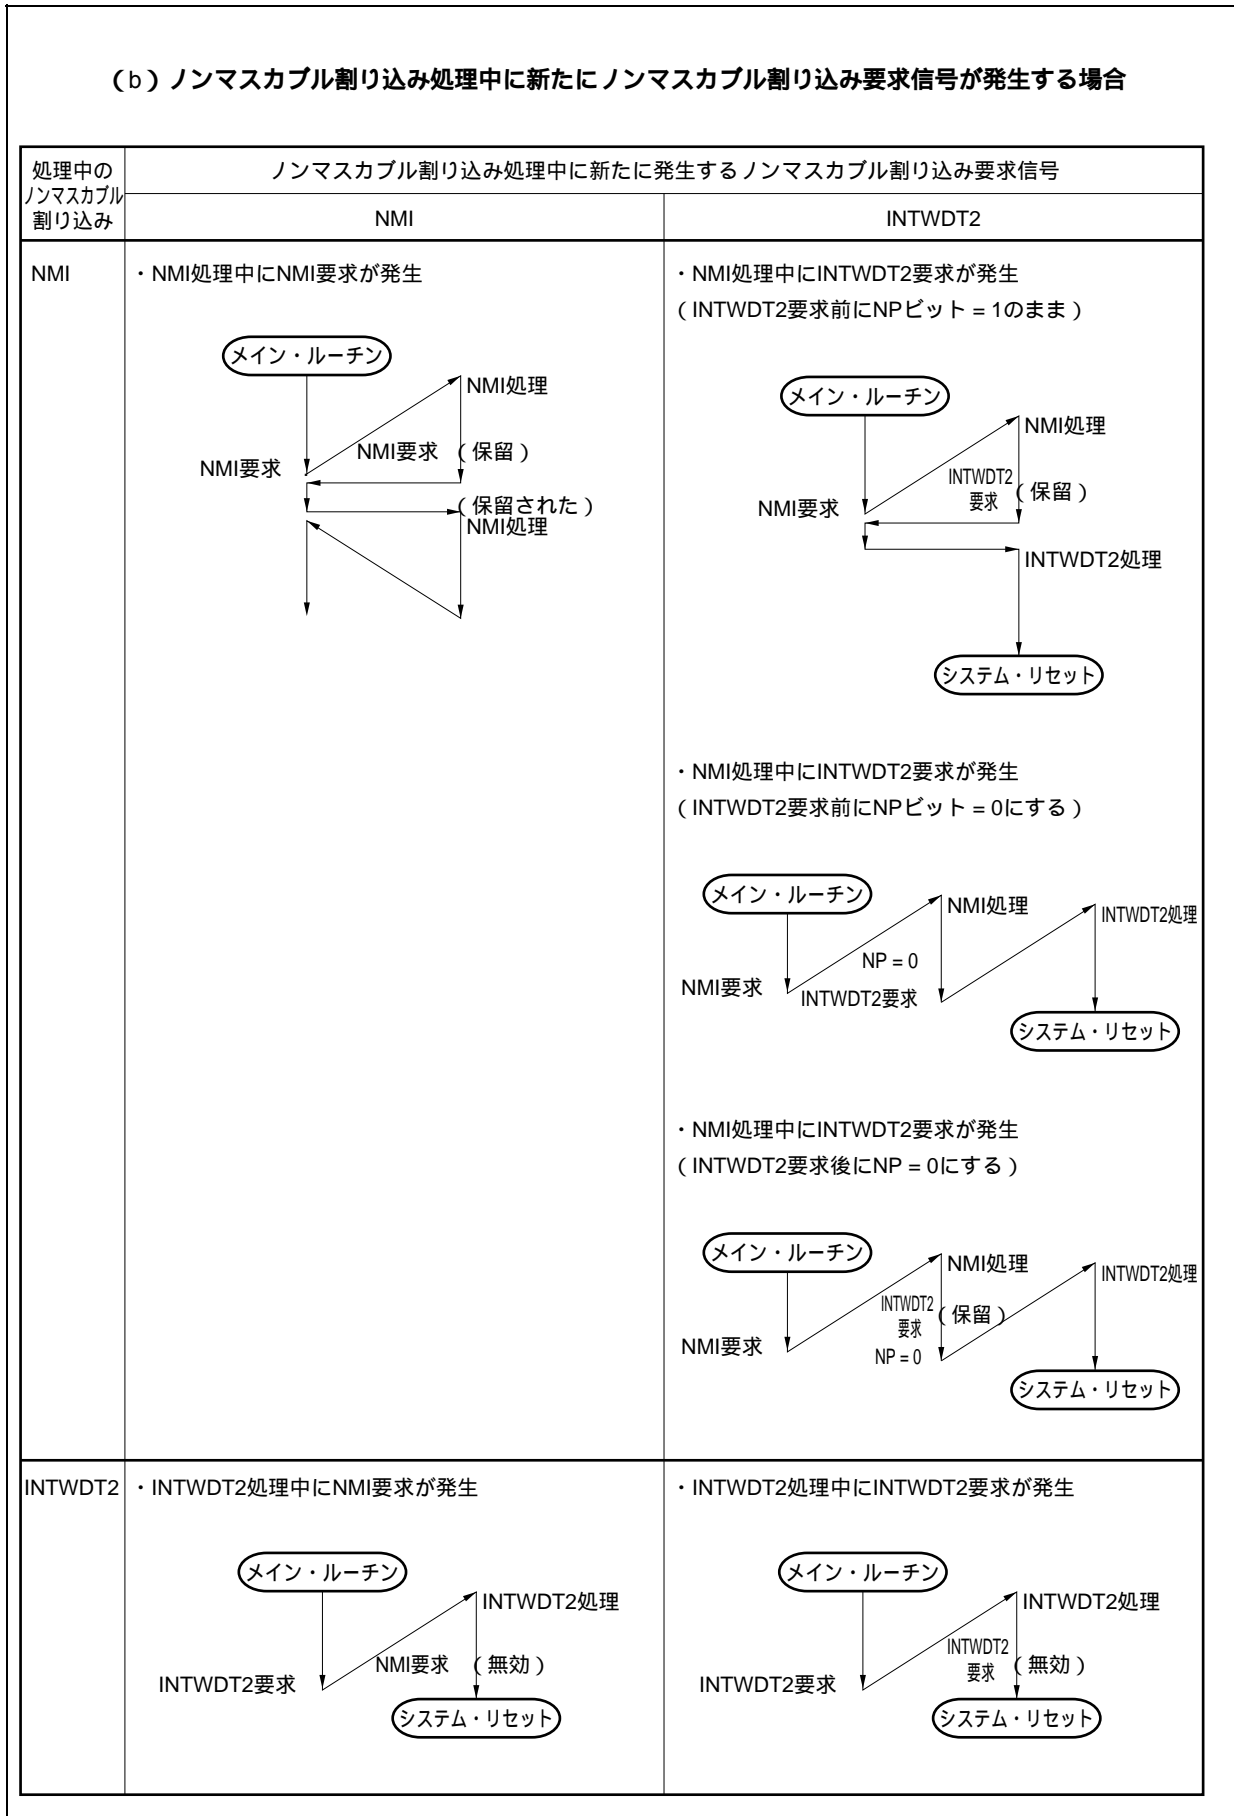 （b）ノンマスカブル割り込み処理中に新たにノンマスカブル割り込み要求信号が発生する場合
処理中の
ノンマスカブル
割り込み
ノンマスカブル割り込み処理中に新たに発生するノンマスカブル割り込み要求信号
NMI
INTWDT2
NMI
・NMI処理中にNMI要求が発生
メイン・ルーチン
NMI処理
NMI要求
（保留）
NMI要求
（保留された）
NMI処理
・NMI処理中にINTWDT2要求が発生
（INTWDT2要求前にNPビット = 1のまま）
メイン・ルーチン
NMI処理
INTWDT2
要求
（保留）
NMI要求
INTWDT2処理
システム・リセット
・NMI処理中にINTWDT2要求が発生
（INTWDT2要求前にNPビット = 0にする）
メイン・ルーチン
NMI処理
INTWDT2処理
NP = 0
NMI要求
INTWDT2要求
システム・リセット
・NMI処理中にINTWDT2要求が発生
（INTWDT2要求後にNP = 0にする）
メイン・ルーチン
NMI処理
INTWDT2処理
INTWDT2
要求
（保留）
NMI要求
NP = 0
システム・リセット
INTWDT2
・INTWDT2処理中にNMI要求が発生
メイン・ルーチン
INTWDT2処理
NMI要求
（無効）
INTWDT2要求
システム・リセット
・INTWDT2処理中にINTWDT2要求が発生
メイン・ルーチン
INTWDT2処理
INTWDT2
要求
（無効）
INTWDT2要求
システム・リセット